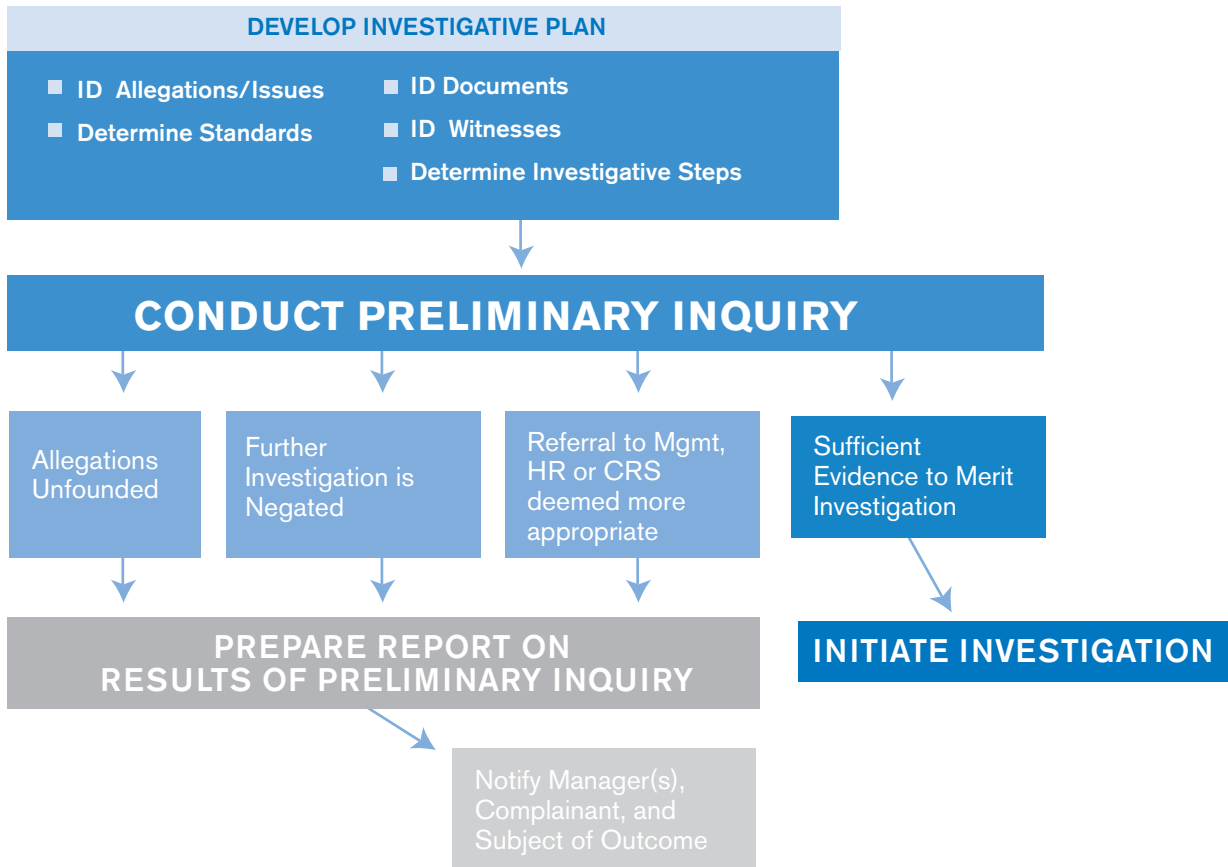 DEVELOP INVESTIGATIVE PLAN
ID Allegations/Issues
Determine Standards
ID Documents
ID Witnesses
Determine Investigative Steps
CONDUCT PRELIMINARY INQUIRY
Allegations
Unfounded
Further
Investigation is
Negated
Referral to Mgmt,
HR or CRS
deemed more
appropriate
Sufficient
Evidence to Merit
Investigation
PREPARE REPORT ON
RESULTS OF PRELIMINARY INQUIRY
INITIATE INVESTIGATION
Notify Manager(s),
Complainant, and
Subject of Outcome